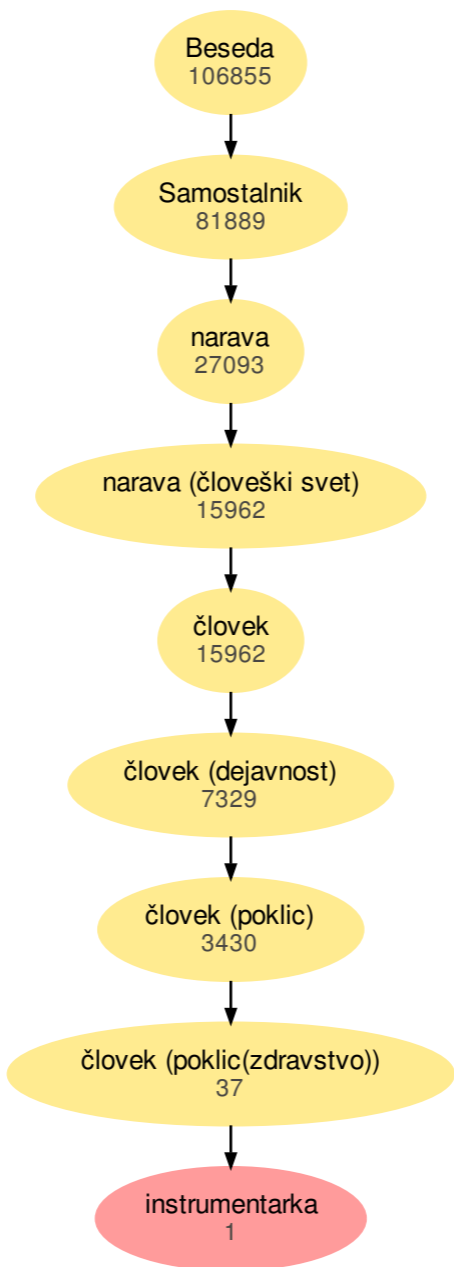 Beseda
106855
Samostalnik
81889
narava
27093
narava (človeški svet)
15962
človek
15962
človek (dejavnost)
7329
človek (poklic)
3430
človek (poklic(zdravstvo))
37
instrumentarka
1